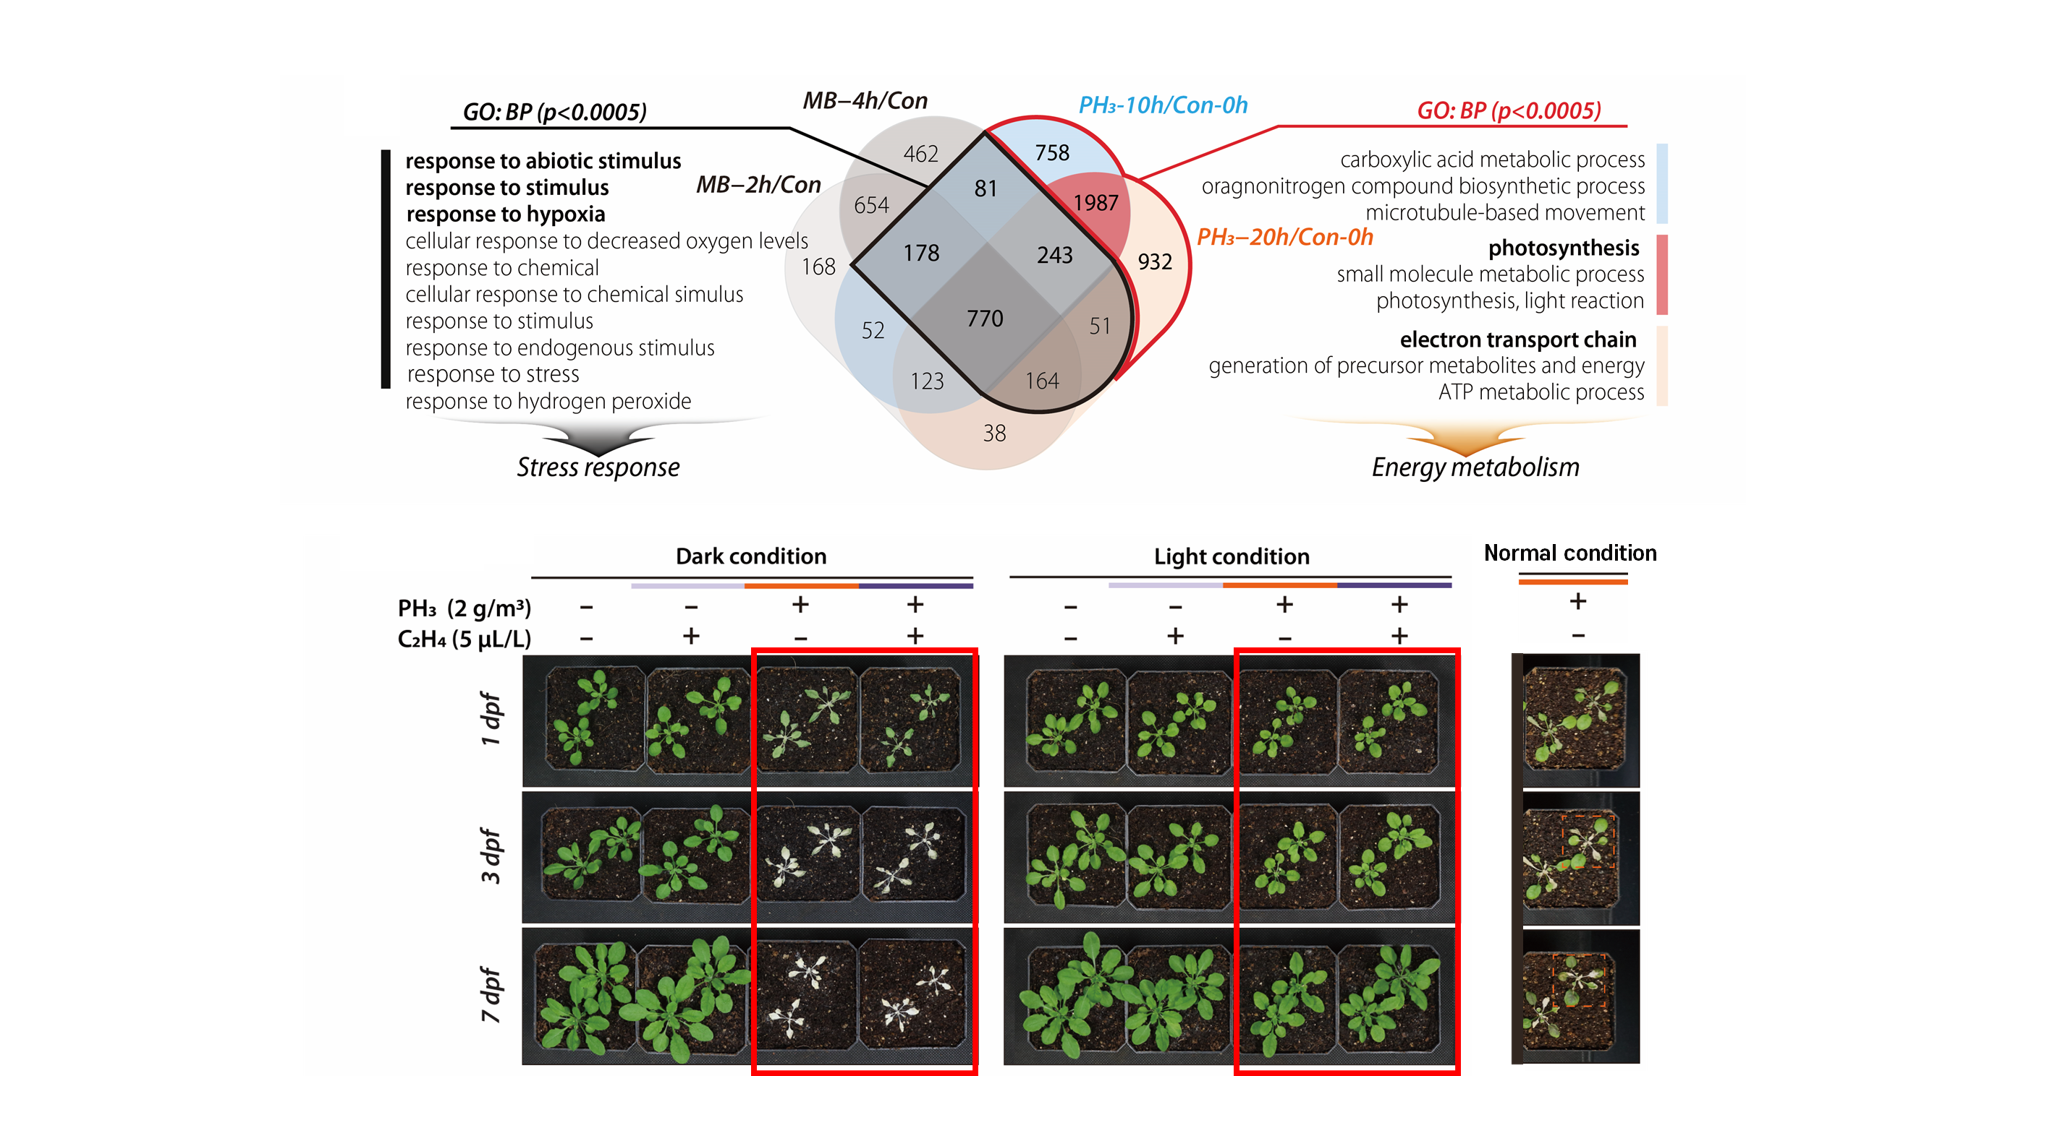 MB–4h/Con
PH₃-10h/Con-0h
GO: BP (p<0.0005)
GO: BP (p<0.0005)
response to abiotic stimulus
response to stimulus
response to hypoxia
cellular response to decreased oxygen levels
response to chemical
cellular response to chemical simulus
response to stimulus
response to endogenous stimulus
response to stress
response to hydrogen peroxide
Stress response
MB–2h/Con
462
758
81
654
1987
178
243
168
932
770
52
51
123
164
38
PH₃–20h/Con-0h
carboxylic acid metabolic process
oragnonitrogen compound biosynthetic process
microtubule-based movement
photosynthesis
small molecule metabolic process
photosynthesis, light reaction
electron transport chain
generation of precursor metabolites and energy
ATP metabolic process
Energy metabolism
Dark condition
Light condition
Normal condition
PH₃ (2 g/m³) – – + + – – + + +
C₂H₄ (5 µL/L) – + – + – + – + –
1 dpf
3 dpf
7 dpf